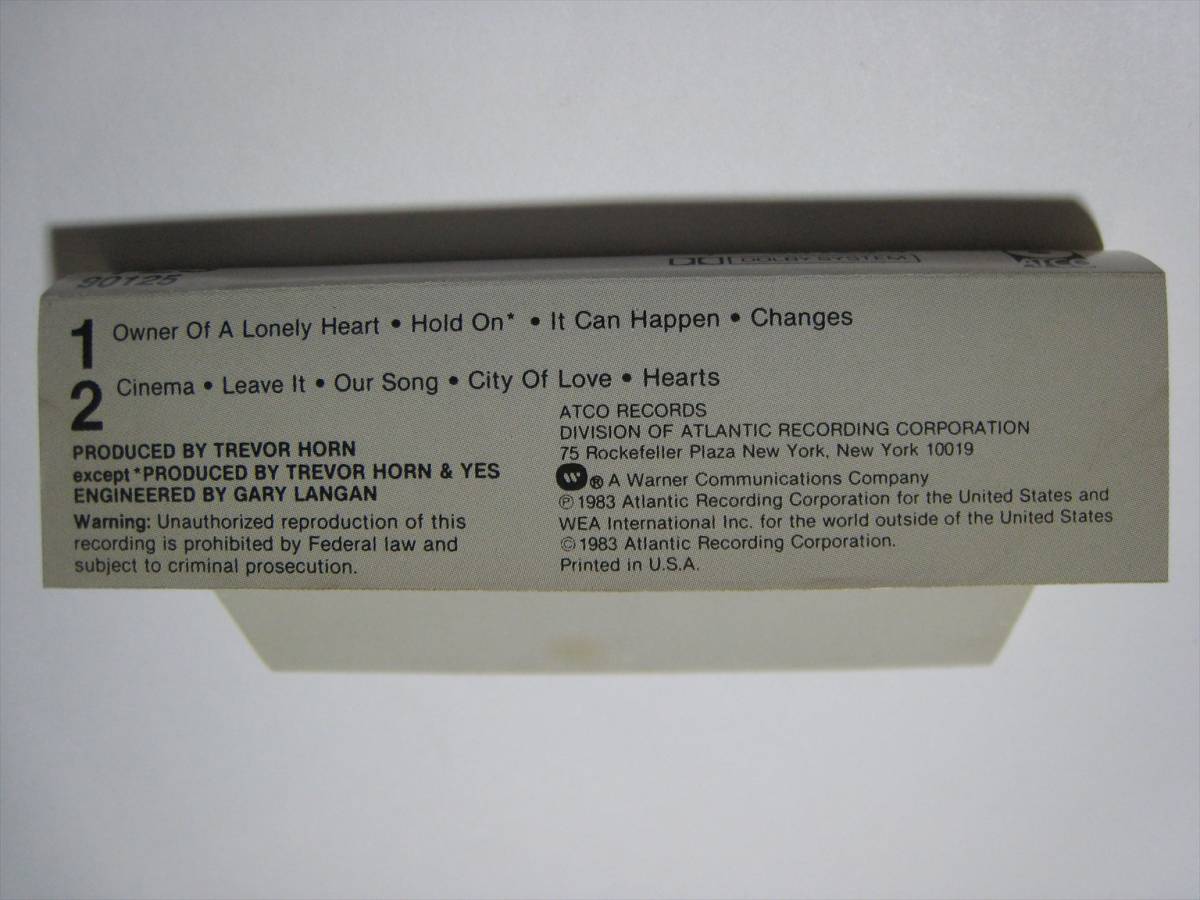 90125 DOLBY SYSTEM ATCO
1 Owner Of A Lonely Heart • Hold On* • It Can Happen • Changes
2 Cinema • Leave It • Our Song • City Of Love • Hearts
PRODUCED BY TREVOR HORN
except *PRODUCED BY TREVOR HORN & YES
ENGINEERED BY GARY LANGAN
Warning: Unauthorized reproduction of this
recording is prohibited by Federal law and
subject to criminal prosecution.
ATCO RECORDS
DIVISION OF ATLANTIC RECORDING CORPORATION
75 Rockefeller Plaza New York, New York 10019
® A Warner Communications Company
℗ 1983 Atlantic Recording Corporation for the United States and
WEA International Inc. for the world outside of the United States
© 1983 Atlantic Recording Corporation.
Printed in U.S.A.